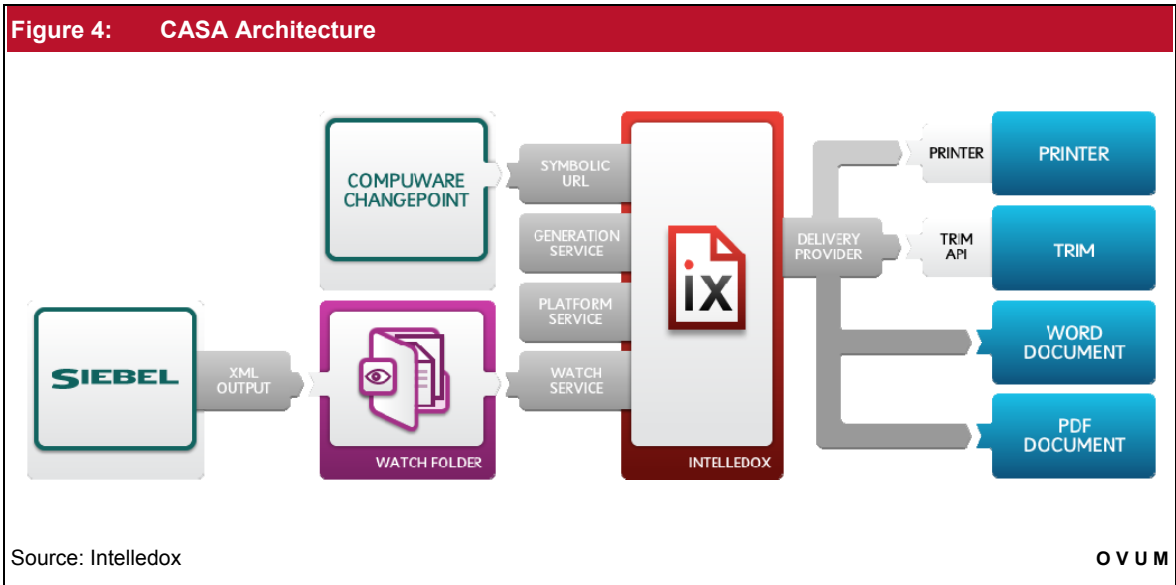 Figure 4: CASA Architecture
COMPUWARE
CHANGEPOINT
SYMBOLIC
URL
GENERATION
SERVICE
PLATFORM
SERVICE
WATCH
SERVICE
SIEBEL
XML
OUTPUT
WATCH FOLDER
ix
INTELLEDOX
DELIVERY
PROVIDER
PRINTER
PRINTER
TRIM
API
TRIM
WORD
DOCUMENT
PDF
DOCUMENT
Source: Intelledox
OVUM